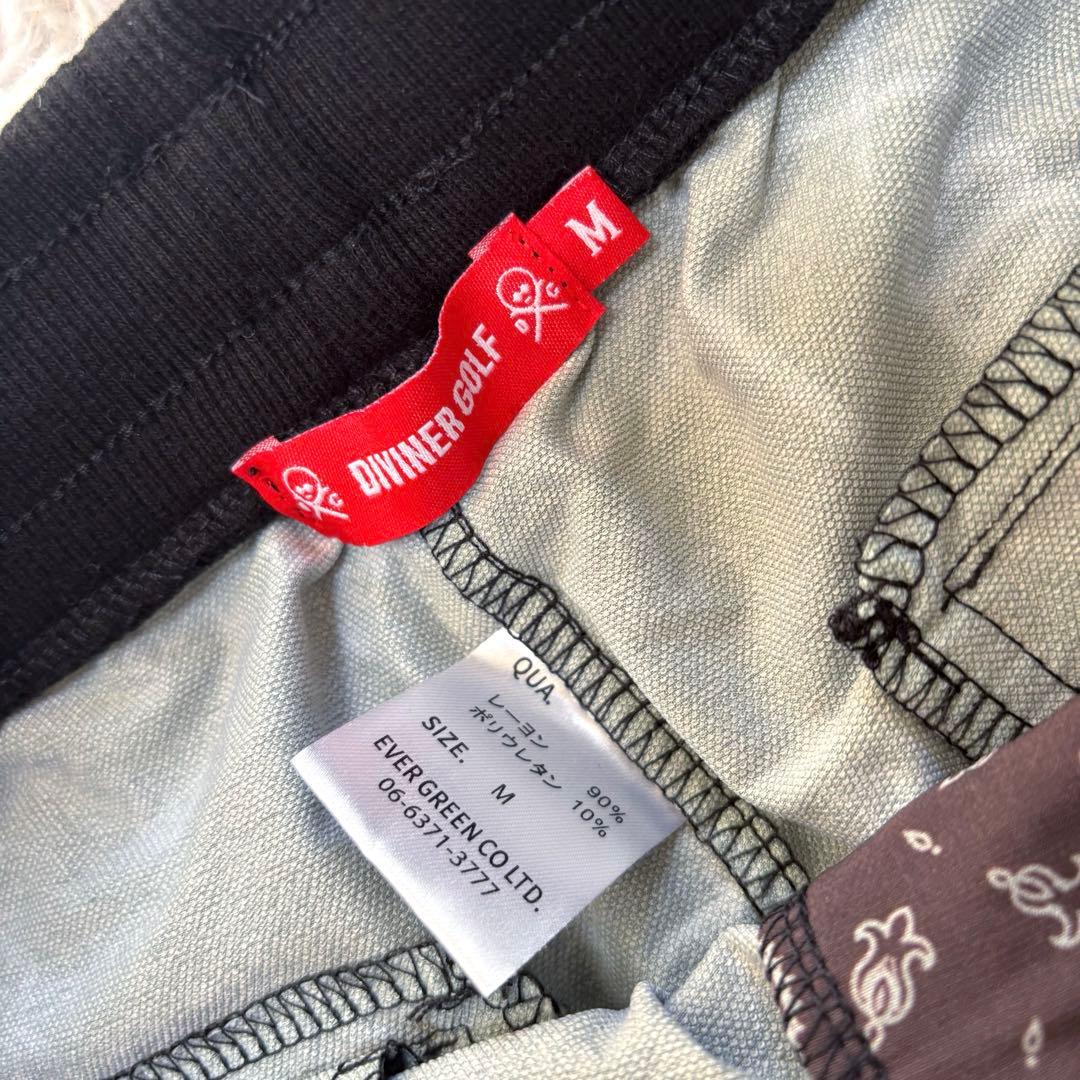 M
D G
DIVINER GOLF
D G
QUA.
レーヨン 90%
ポリウレタン 10%
SIZE. M
EVER GREEN CO LTD.
06-6371-3777